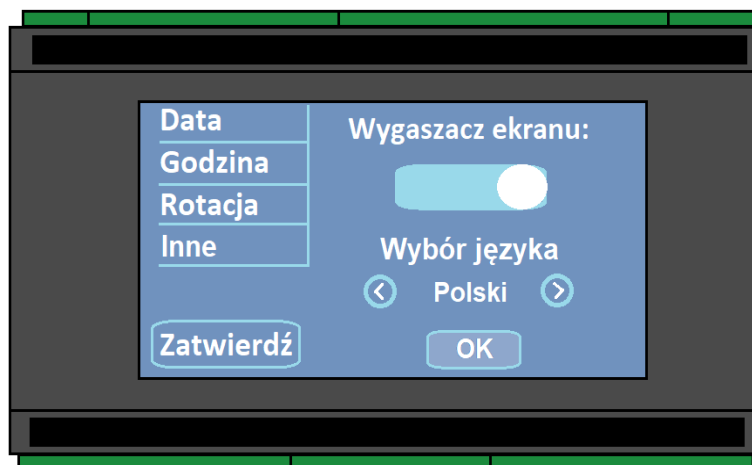 Data
Godzina
Rotacja
Inne
Zatwierdź
Wygaszacz ekranu:
Wybór języka
Polski
OK